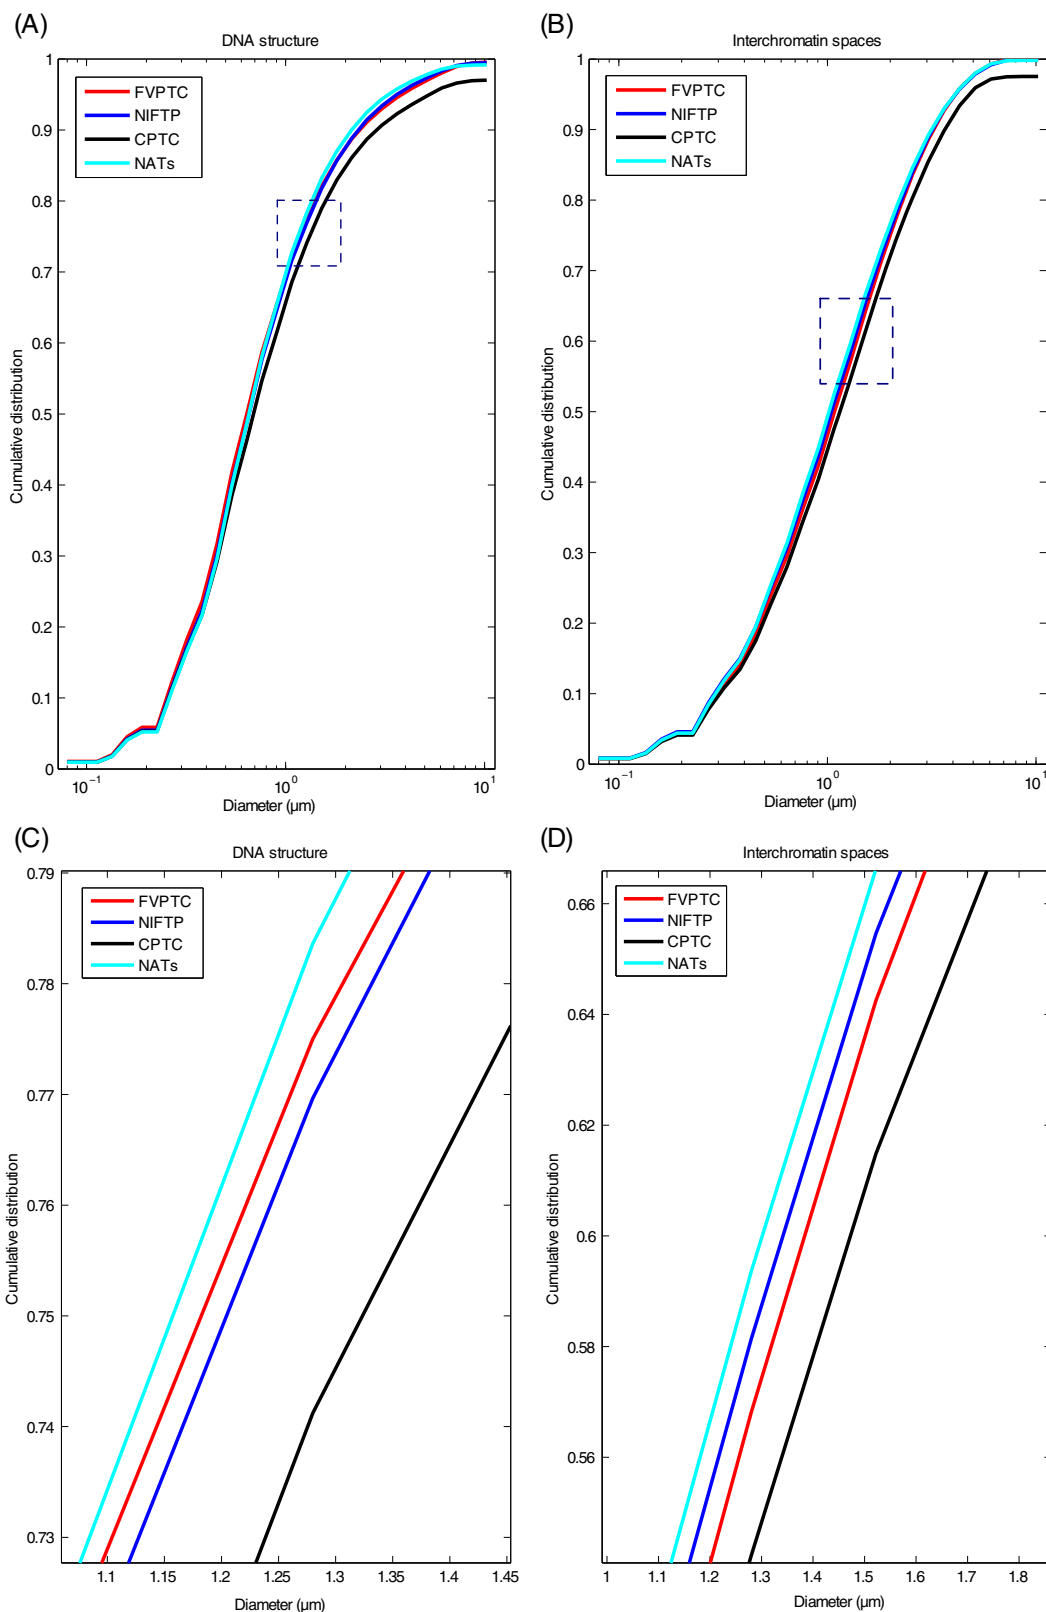 (A)
DNA structure
1
0.9
0.8
0.7
0.6
0.5
0.4
0.3
0.2
0.1
0
Cumulative distribution
FVPTC
NIFTP
CPTC
NATs
10⁻¹
10⁰
10¹
Diameter (µm)
(B)
Interchromatin spaces
1
0.9
0.8
0.7
0.6
0.5
0.4
0.3
0.2
0.1
0
Cumulative distribution
FVPTC
NIFTP
CPTC
NATs
10⁻¹
10⁰
10¹
Diameter (µm)
(C)
DNA structure
0.79
0.78
0.77
0.76
0.75
0.74
0.73
Cumulative distribution
FVPTC
NIFTP
CPTC
NATs
1.1
1.15
1.2
1.25
1.3
1.35
1.4
1.45
Diameter (µm)
(D)
Interchromatin spaces
0.66
0.64
0.62
0.6
0.58
0.56
Cumulative distribution
FVPTC
NIFTP
CPTC
NATs
1
1.1
1.2
1.3
1.4
1.5
1.6
1.7
1.8
Diameter (µm)